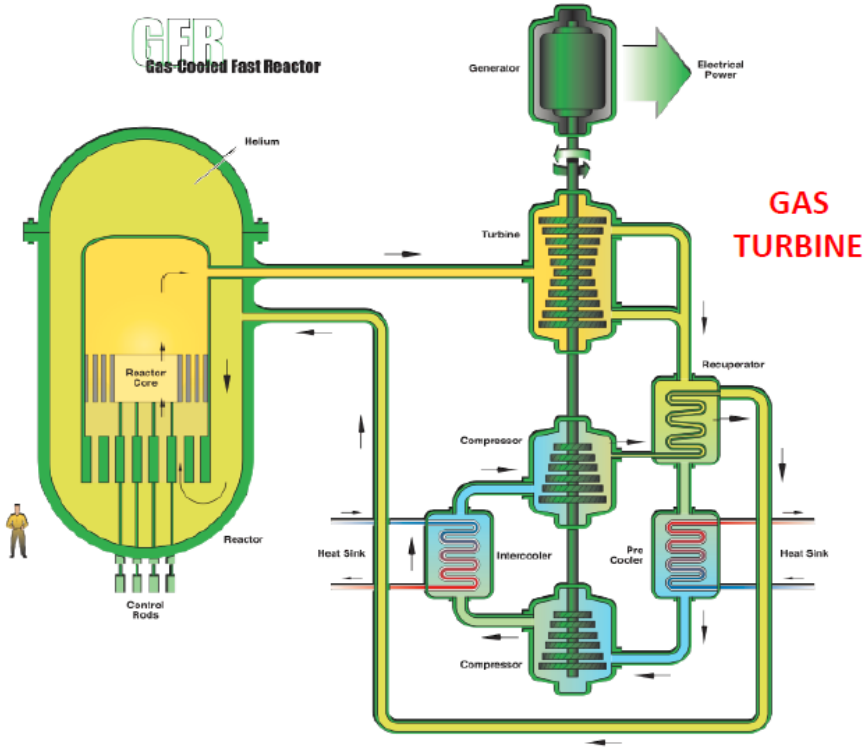 GFR
Gas-Cooled Fast Reactor
Generator
Electrical
Power
Helium
GAS
TURBINE
Turbine
Recuperator
Reactor
Core
Compressor
Heat Sink
Intercooler
Pre
Cooler
Heat Sink
Reactor
Control
Rods
Compressor